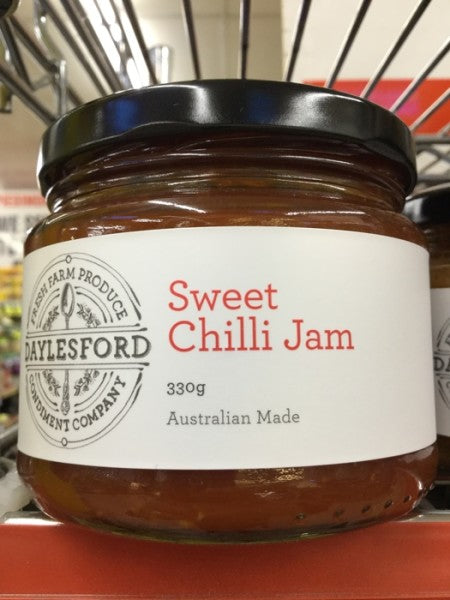 FRESH FARM PRODUCE
DAYLESFORD
CONDIMENT COMPANY
Sweet
Chilli Jam
330g
Australian Made